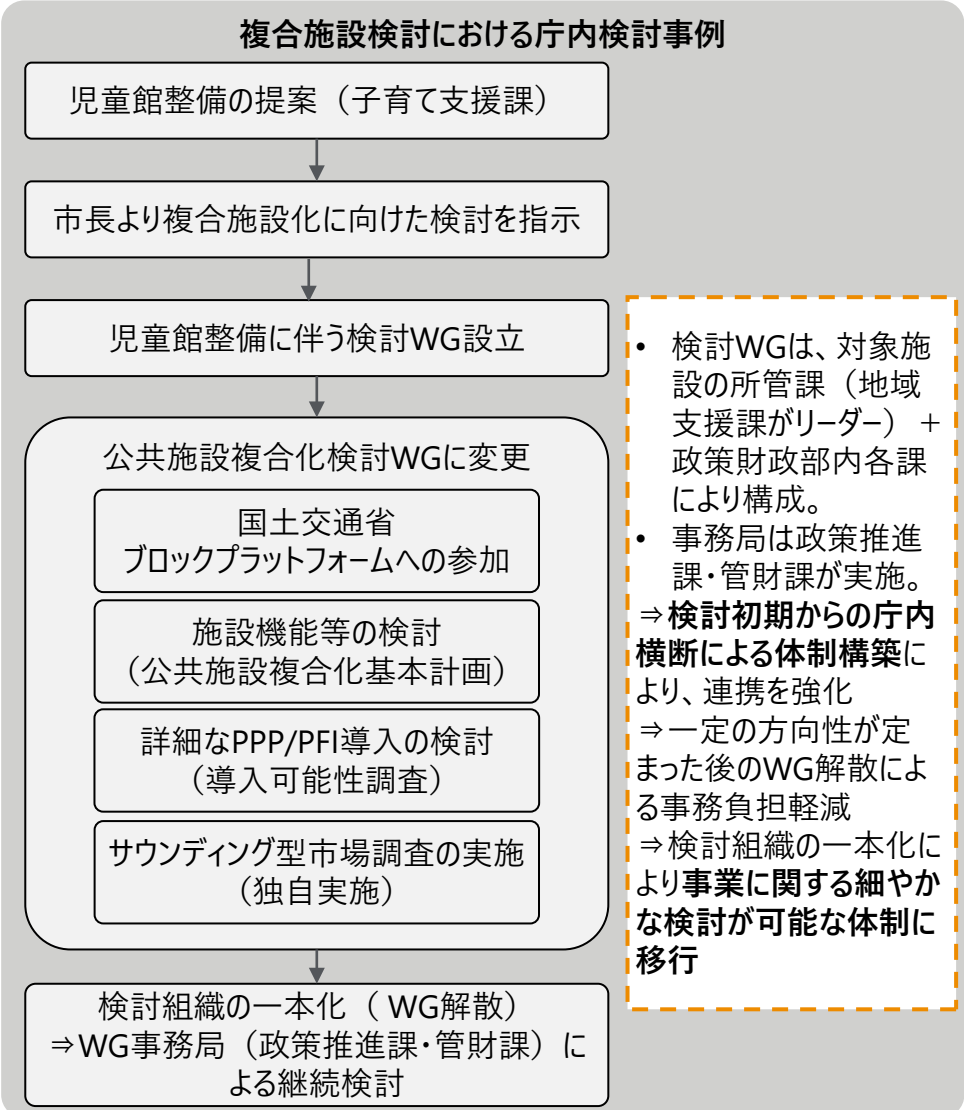 複合施設検討における庁内検討事例
児童館整備の提案（子育て支援課）
市長より複合施設化に向けた検討を指示
児童館整備に伴う検討WG設立
公共施設複合化検討WGに変更
国土交通省
ブロックプラットフォームへの参加
施設機能等の検討
（公共施設複合化基本計画）
詳細なPPP/PFI導入の検討
（導入可能性調査）
サウンディング型市場調査の実施
（独自実施）
検討組織の一本化（ WG解散）
⇒WG事務局（政策推進課・管財課）に
よる継続検討
• 検討WGは、対象施
設の所管課（地域
支援課がリーダー）＋
政策財政部内各課
により構成。
• 事務局は政策推進
課・管財課が実施。
⇒検討初期からの庁内
横断による体制構築に
より、連携を強化
⇒一定の方向性が定
まった後のWG解散によ
る事務負担軽減
⇒検討組織の一本化に
より事業に関する細やか
な検討が可能な体制に
移行